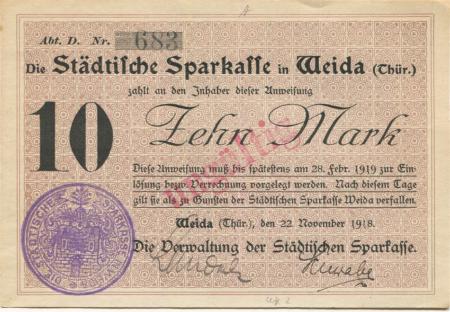 Abt. D. Nr. 683
Die Städtische Sparkasse in Weida (Thür.)
zahlt an den Inhaber dieser Anweisung
10 Zehn Mark
ungültig
Diese Anweisung muß bis spätestens am 28. Febr. 1919 zur Ein-
lösung bezw. Verrechnung vorgelegt werden. Nach diesem Tage
gilt sie als zu Gunsten der Städtischen Sparkasse Weida verfallen.
Weida (Thür.), den 22. November 1918.
Die Verwaltung der Städtischen Sparkasse.